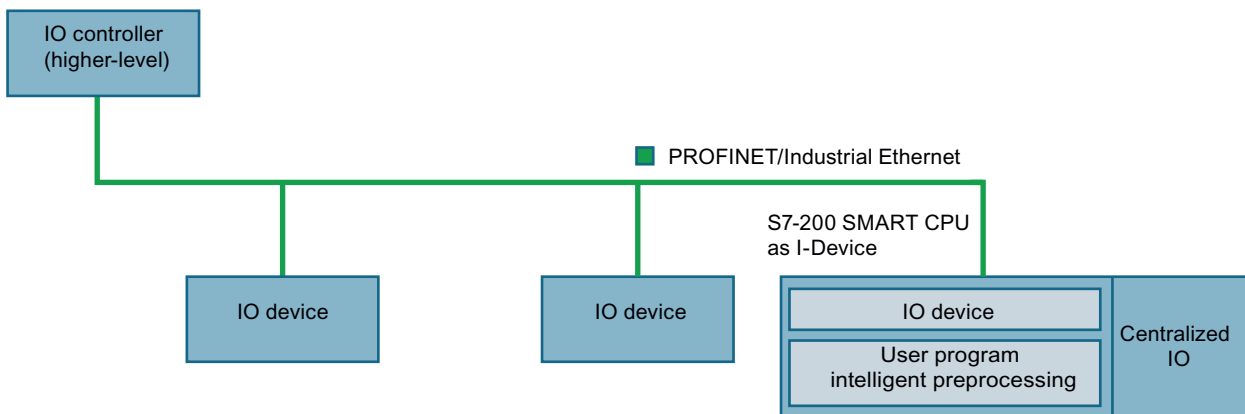 IO controller
(higher-level)
PROFINET/Industrial Ethernet
S7-200 SMART CPU
as I-Device
IO device
IO device
IO device
User program
intelligent preprocessing
Centralized
IO